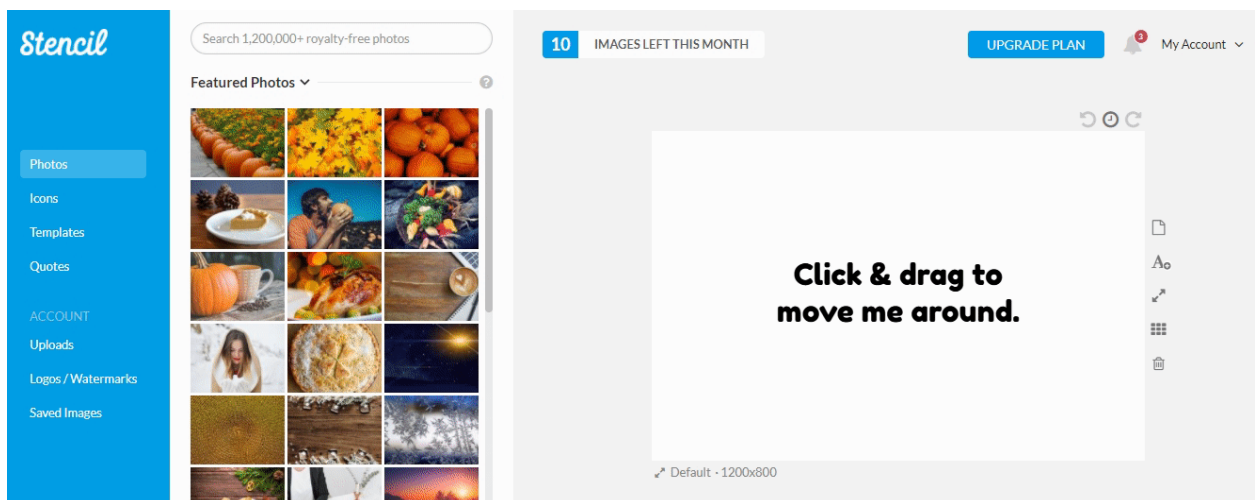 Stencil
Photos
Icons
Templates
Quotes
ACCOUNT
Uploads
Logos / Watermarks
Saved Images
Search 1,200,000+ royalty-free photos
Featured Photos
?
10 IMAGES LEFT THIS MONTH
UPGRADE PLAN
3
My Account
Click & drag to
move me around.
A
Default · 1200x800